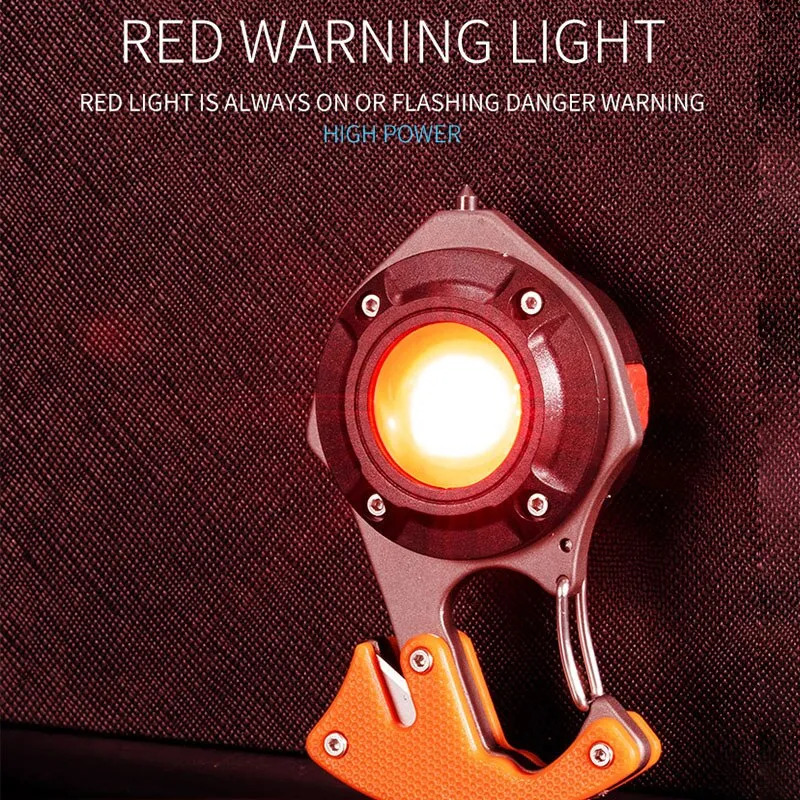 RED WARNING LIGHT
RED LIGHT IS ALWAYS ON OR FLASHING DANGER WARNING
HIGH POWER